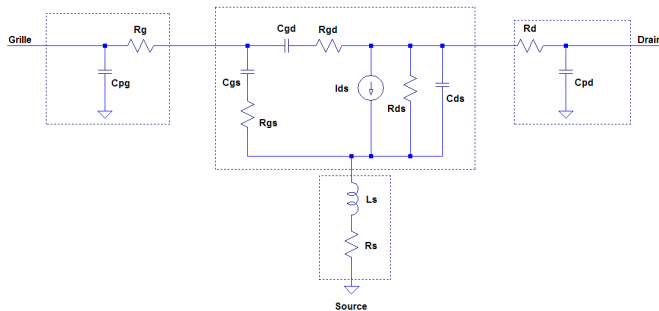 Cgd
Rgd
Rg
Rd
Grille
Drain
Cpg
Cgs
Ids
Rds
Cds
Cpd
Rgs
Ls
Rs
Source